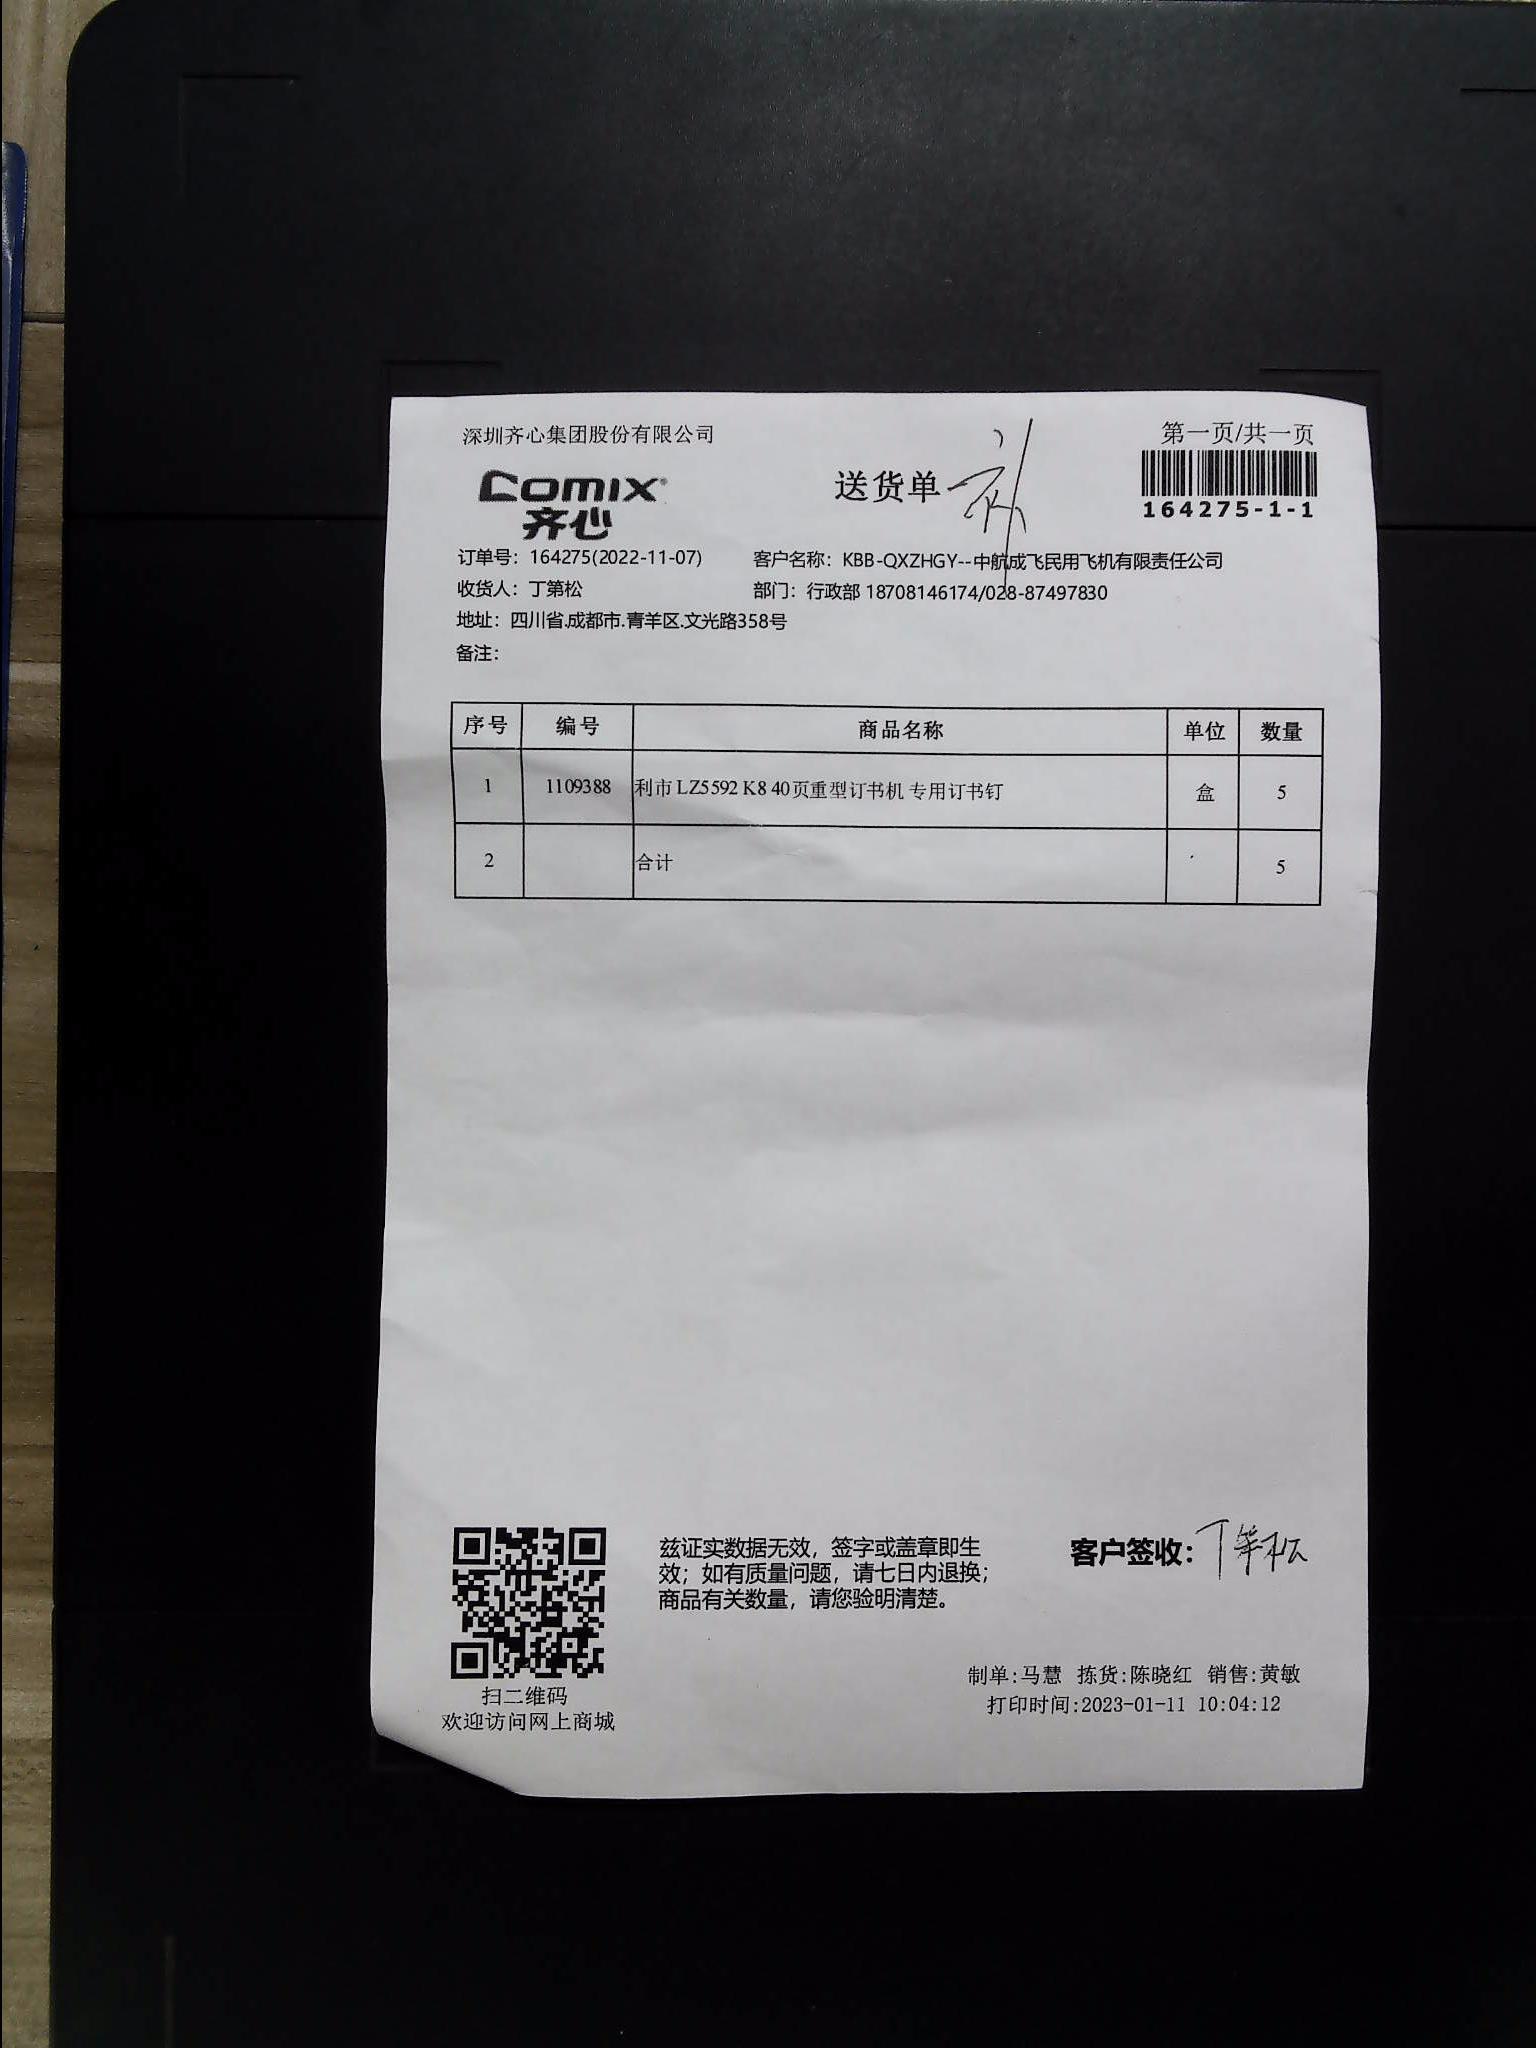 深圳齐心集团股份有限公司
第一页/共一页
comix
齐心
送货单
164275-1-1
订单号：164275(2022-11-07) 客户名称：KBB-QXZHGY--中航成飞民用飞机有限责任公司
收货人：丁第松 部门：行政部 18708146174/028-87497830
地址：四川省.成都市.青羊区.文光路358号
备注：
序号 编号 商品名称 单位 数量
1 1109388 利市 LZ5592 K8 40页重型订书机 专用订书钉 盒 5
2 合计 5
兹证实数据无效，签字或盖章即生
效；如有质量问题，请七日内退换；
商品有关数量，请您验明清楚。
客户签收：丁第松
扫二维码
欢迎访问网上商城
制单:马慧 拣货:陈晓红 销售:黄敏
打印时间:2023-01-11 10:04:12